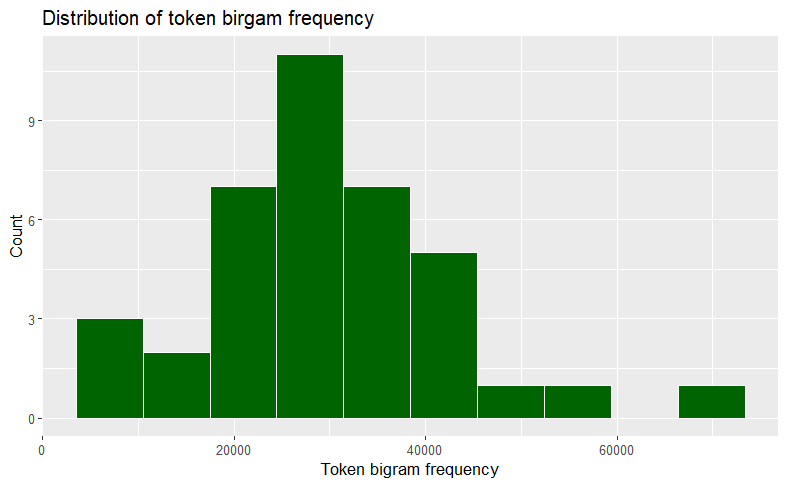 Distribution of token birgam frequency
Count
9
6
3
0
0 20000 40000 60000
Token bigram frequency